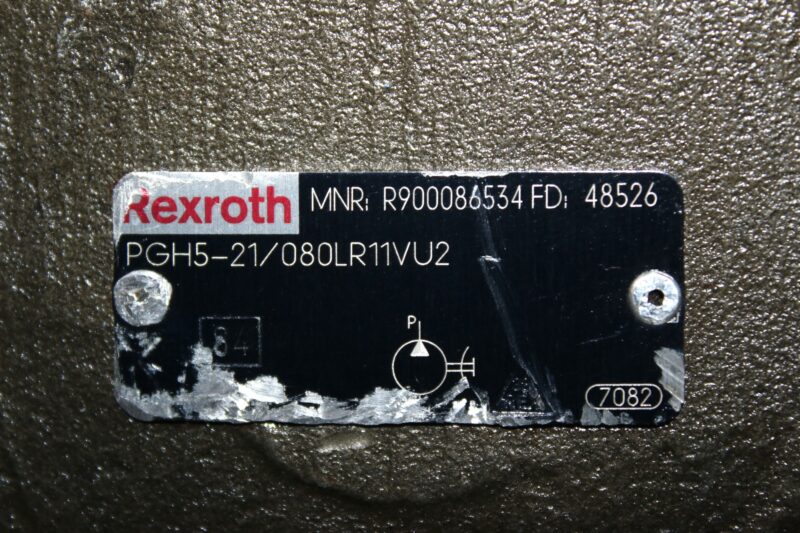 Rexroth MNR: R900086534 FD: 48526
PGH5-21/080LR11VU2
P
84
7082